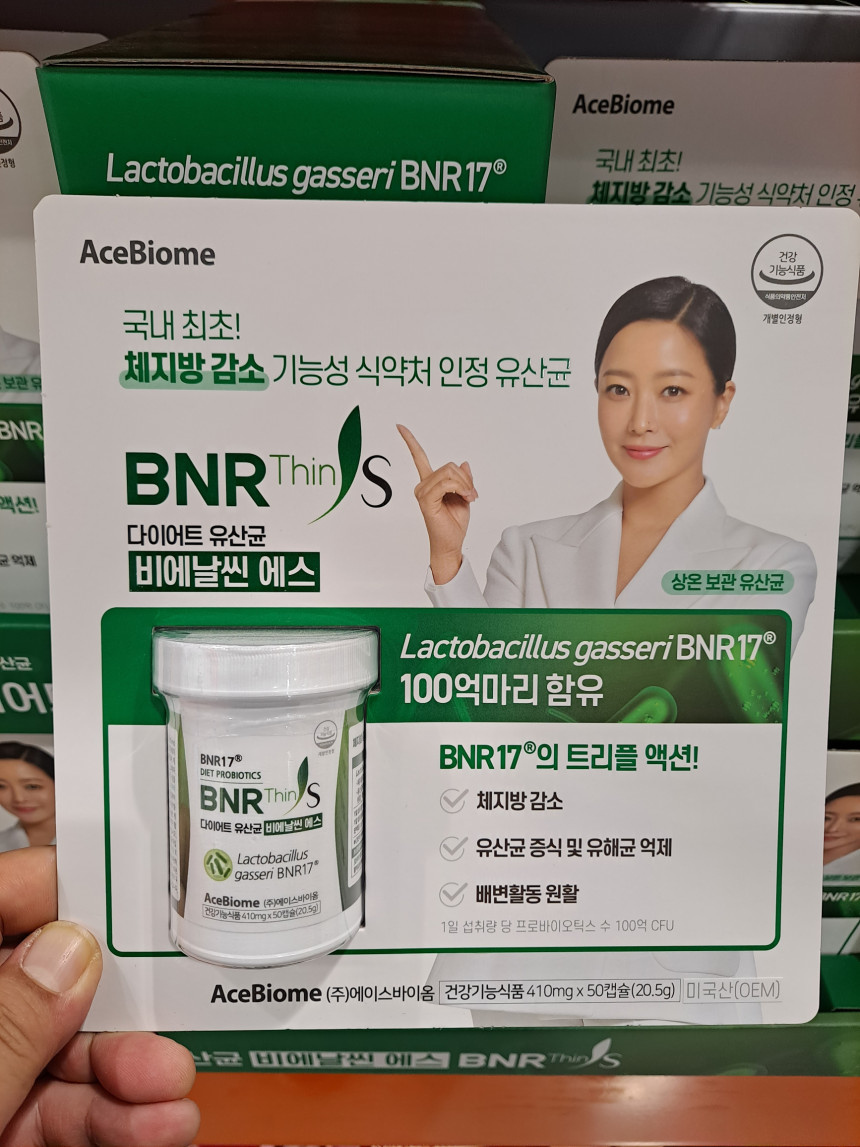 Lactobacillus gasseri BNR17®
AceBiome
국내 최초!
체지방 감소 기능성 식약처 인정
AceBiome
건강
기능식품
식품의약품안전처
개별인정형
국내 최초!
체지방 감소 기능성 식약처 인정 유산균
BNR Thin S
다이어트 유산균
비에날씬 에스
상온 보관 유산균
Lactobacillus gasseri BNR17®
100억마리 함유
BNR17®의 트리플 액션!
체지방 감소
유산균 증식 및 유해균 억제
배변활동 원활
1일 섭취량 당 프로바이오틱스 수 100억 CFU
BNR17®
DIET PROBIOTICS
BNR Thin S
다이어트 유산균 비에날씬 에스
Lactobacillus
gasseri BNR17®
AceBiome (주)에이스바이옴
건강기능식품 410mg x 50캡슐(20.5g)
AceBiome (주)에이스바이옴 건강기능식품 410mg x 50캡슐(20.5g) 미국산(OEM)
산균 비에날씬 에스 BNR Thin S